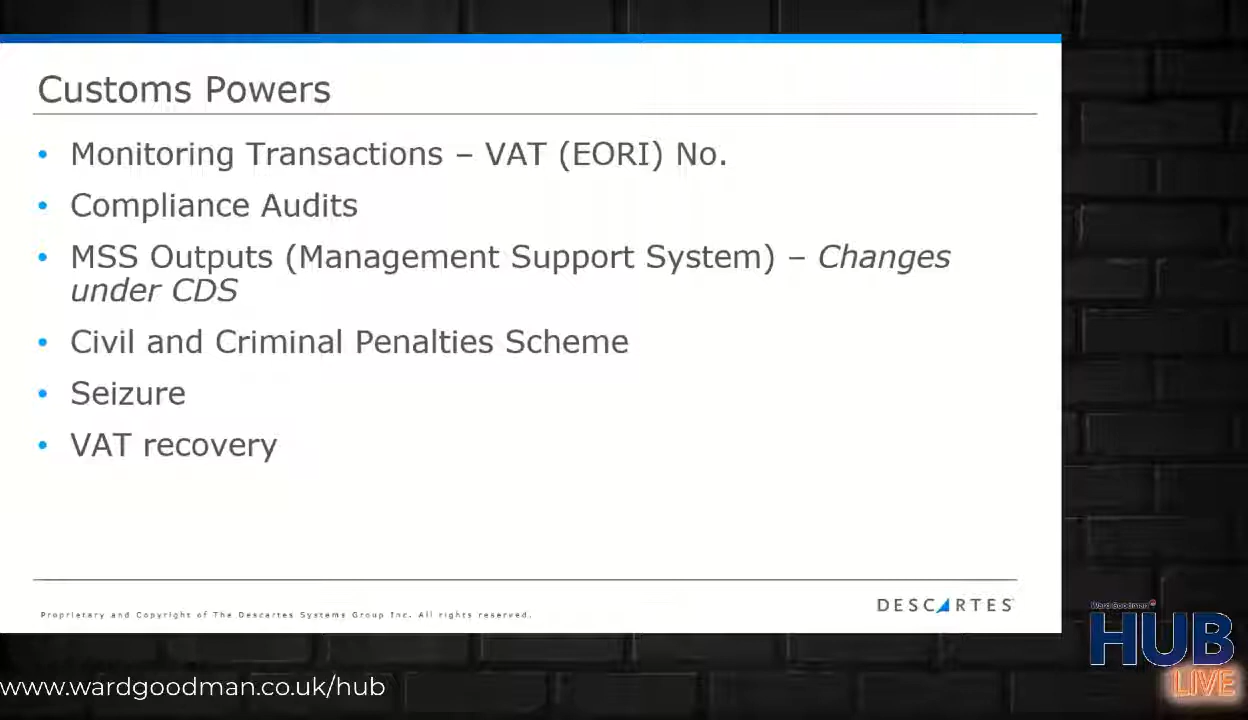 Customs Powers
• Monitoring Transactions – VAT (EORI) No.
• Compliance Audits
• MSS Outputs (Management Support System) – Changes
under CDS
• Civil and Criminal Penalties Scheme
• Seizure
• VAT recovery
Proprietary and Copyright of The Descartes Systems Group Inc. All rights reserved.
DESCARTES
Ward Goodman
HUB
LIVE
www.wardgoodman.co.uk/hub